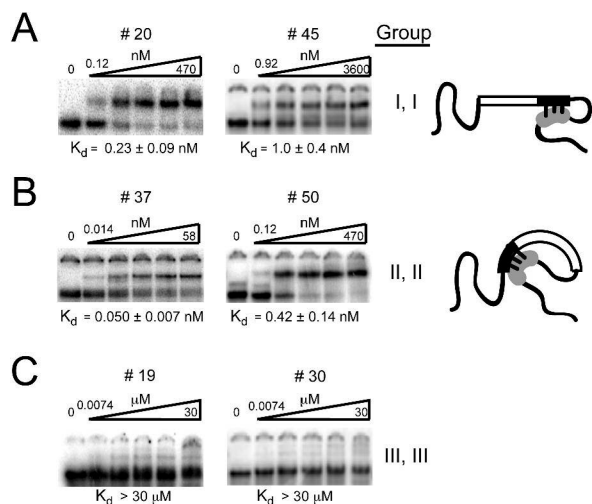 A
# 20
# 45
Group
0 0.12 nM 470
0 0.92 nM 3600
I, I
K_d = 0.23 ± 0.09 nM
K_d = 1.0 ± 0.4 nM
B
# 37
# 50
0 0.014 nM 58
0 0.12 nM 470
II, II
K_d = 0.050 ± 0.007 nM
K_d = 0.42 ± 0.14 nM
C
# 19
# 30
0 0.0074 μM 30
0 0.0074 μM 30
III, III
K_d > 30 μM
K_d > 30 μM